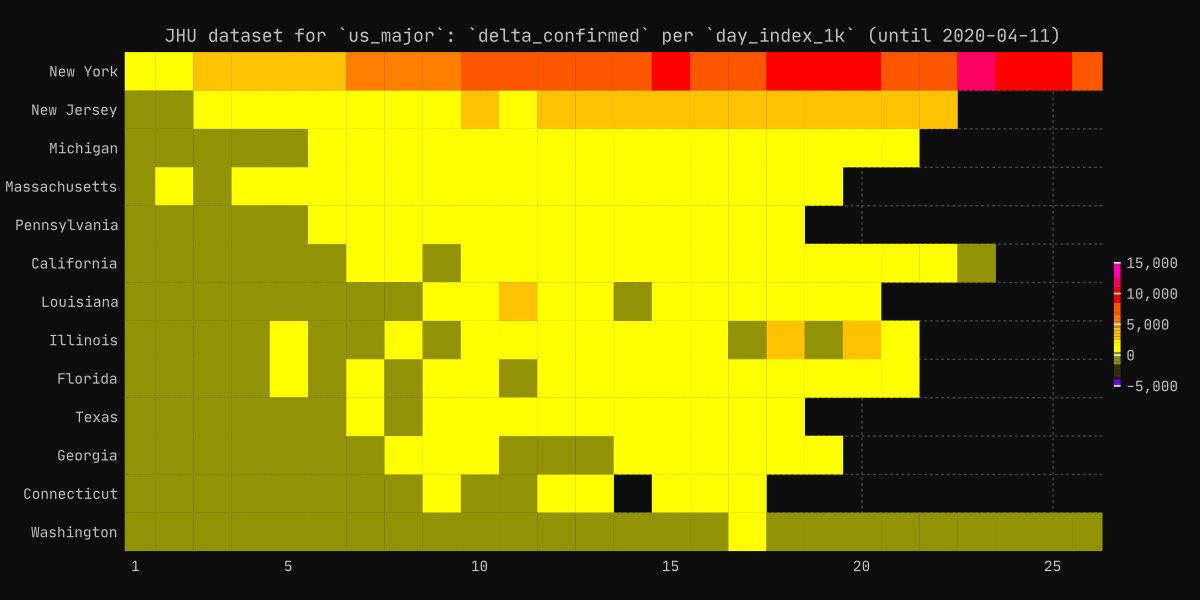 JHU dataset for `us_major`: `delta_confirmed` per `day_index_1k` (until 2020-04-11)
New York
New Jersey
Michigan
Massachusetts
Pennsylvania
California
Louisiana
Illinois
Florida
Texas
Georgia
Connecticut
Washington
1 5 10 15 20 25
15,000
10,000
5,000
0
-5,000